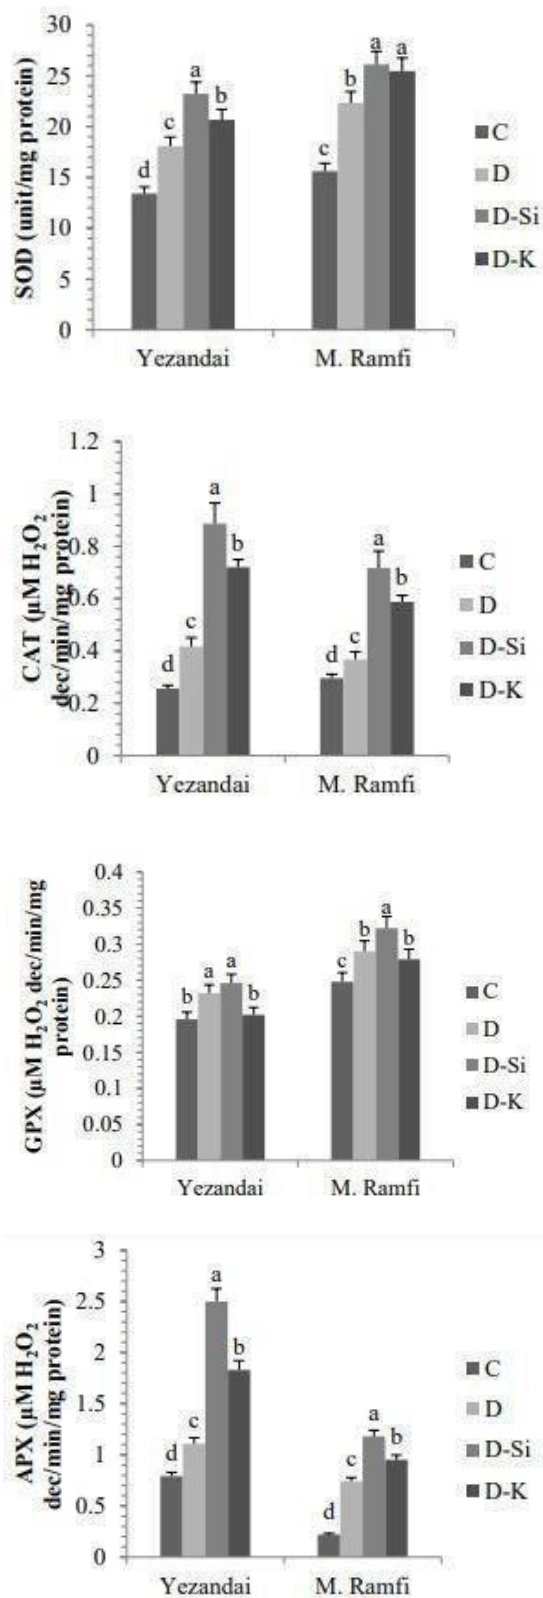 SOD (unit/mg protein)
30
25
20
15
10
5
0
d
c
a
b
c
b
a
a
Yezandai
M. Ramfi
C
D
D-Si
D-K
CAT (µM H₂O₂
dec/min/mg protein)
1.2
1
0.8
0.6
0.4
0.2
0
d
c
a
b
d
c
a
b
Yezandai
M. Ramfi
C
D
D-Si
D-K
GPX (µM H₂O₂ dec/min/mg
protein)
0.4
0.35
0.3
0.25
0.2
0.15
0.1
0.05
0
b
a
a
b
c
b
a
b
Yezandai
M. Ramfi
C
D
D-Si
D-K
APX (µM H₂O₂
dec/min/mg protein)
3
2.5
2
1.5
1
0.5
0
d
c
a
b
d
c
a
b
Yezandai
M. Ramfi
C
D
D-Si
D-K